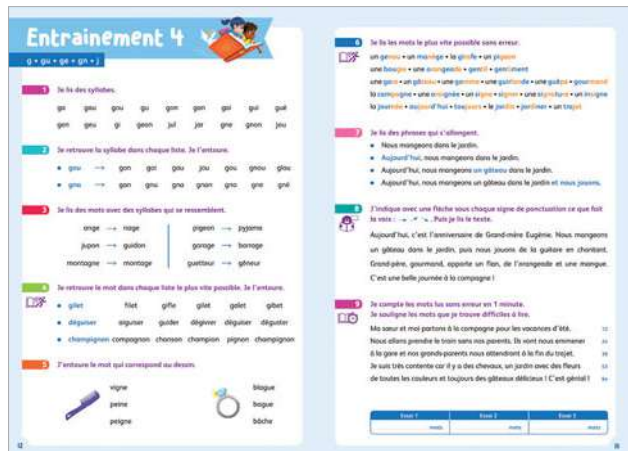 Entrainement 4
g • gu • ge • gn • j
1 Je lis des syllabes.
ga geu gnou gu gon gan gai gui gué
gen geu gi geon jul jar gne gnon jou
2 Je retrouve la syllabe dans chaque liste. Je l'entoure.
gou → gon goi gau jou gou gnou glou
gna → gan gnu gna gnan gno gne gné
3 Je lis des mots avec des syllabes qui se ressemblent.
ange → nage
jupon → guidon
montagne → montage
pigeon → pyjama
garage → barrage
guetteur → gêneur
4 Je retrouve le mot dans chaque liste le plus vite possible. Je l'entoure.
gilet filet gifle gilet galet gibet
déguiser aiguiser guider dégivrer déguiser déguster
champignon compagnon chanson champion pignon champignon
5 J'entoure le mot qui correspond au dessin.
vigne
peine
peigne
blague
bague
bâche
12
6 Je lis les mots le plus vite possible sans erreur.
un genou • un manège • la girafe • un pigeon
une bougie • une orangeade • gentil • gentiment
une gare • un gâteau • une gomme • une guirlande • une guêpe • gourmand
la campagne • une araignée • un signe • signer • une signature • un insigne
la journée • aujourd'hui • toujours • le jardin • jardiner • un trajet
7 Je lis des phrases qui s'allongent.
Nous mangeons dans le jardin.
Aujourd'hui, nous mangeons dans le jardin.
Aujourd'hui, nous mangeons un gâteau dans le jardin.
Aujourd'hui, nous mangeons un gâteau dans le jardin et nous jouons.
8 J'indique avec une flèche sous chaque signe de ponctuation ce que fait
la voix : → ↗ ↘. Puis je lis le texte.
Aujourd'hui, c'est l'anniversaire de Grand-mère Eugénie. Nous mangeons
un gâteau dans le jardin, puis nous jouons de la guitare en chantant.
Grand-père, gourmand, apporte un flan, de l'orangeade et une mangue.
C'est une belle journée à la campagne !
9 Je compte les mots lus sans erreur en 1 minute.
Je souligne les mots que je trouve difficiles à lire.
Ma sœur et moi partons à la campagne pour les vacances d'été.
Nous allons prendre le train sans nos parents. Ils vont nous emmener
à la gare et nos grands-parents nous attendront à la fin du trajet.
Je suis très contente car il y a des chevaux, un jardin avec des fleurs
de toutes les couleurs et toujours des gâteaux délicieux ! C'est génial !
Essai 1 Essai 2 Essai 3
mots mots mots